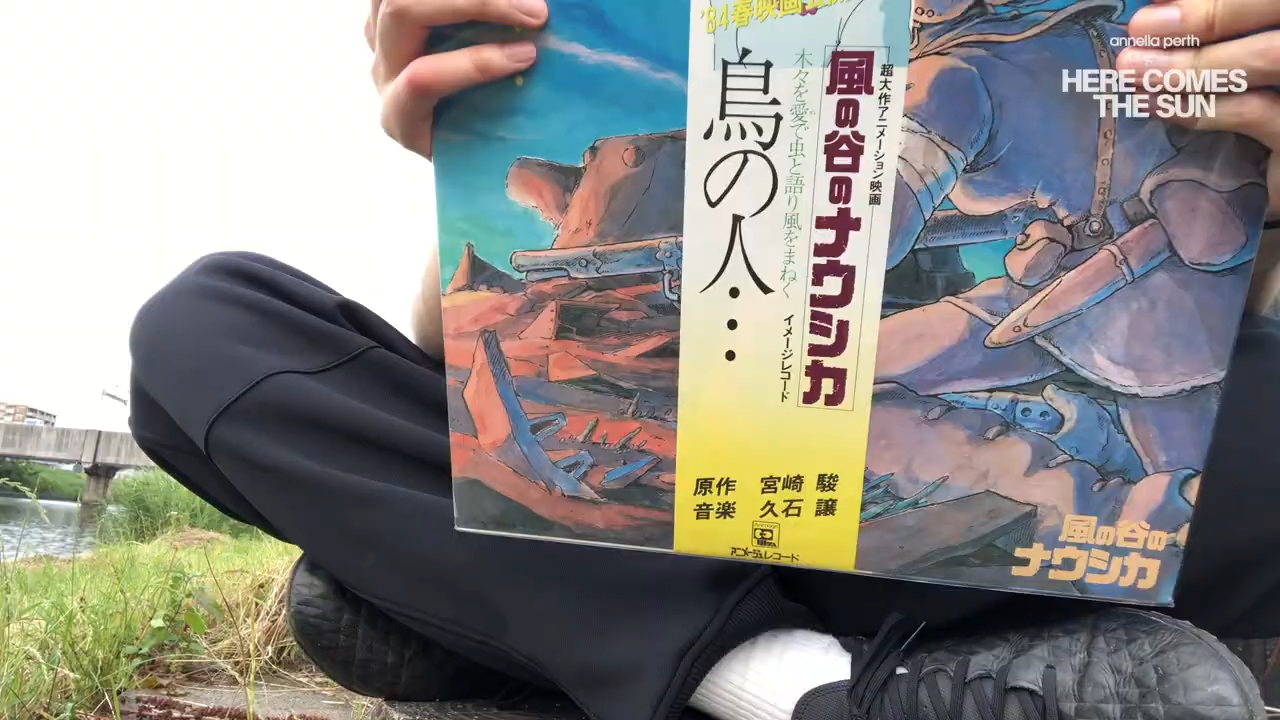 annella perth
HERE COMES
THE SUN
'84春映画
超大作アニメーション映画
風の谷のナウシカ
木々を愛で虫と語り風をまねく
イメージレコード
鳥の人…
原作 宮崎 駿
音楽 久石 譲
アニメージュレコード
風の谷の
ナウシカ